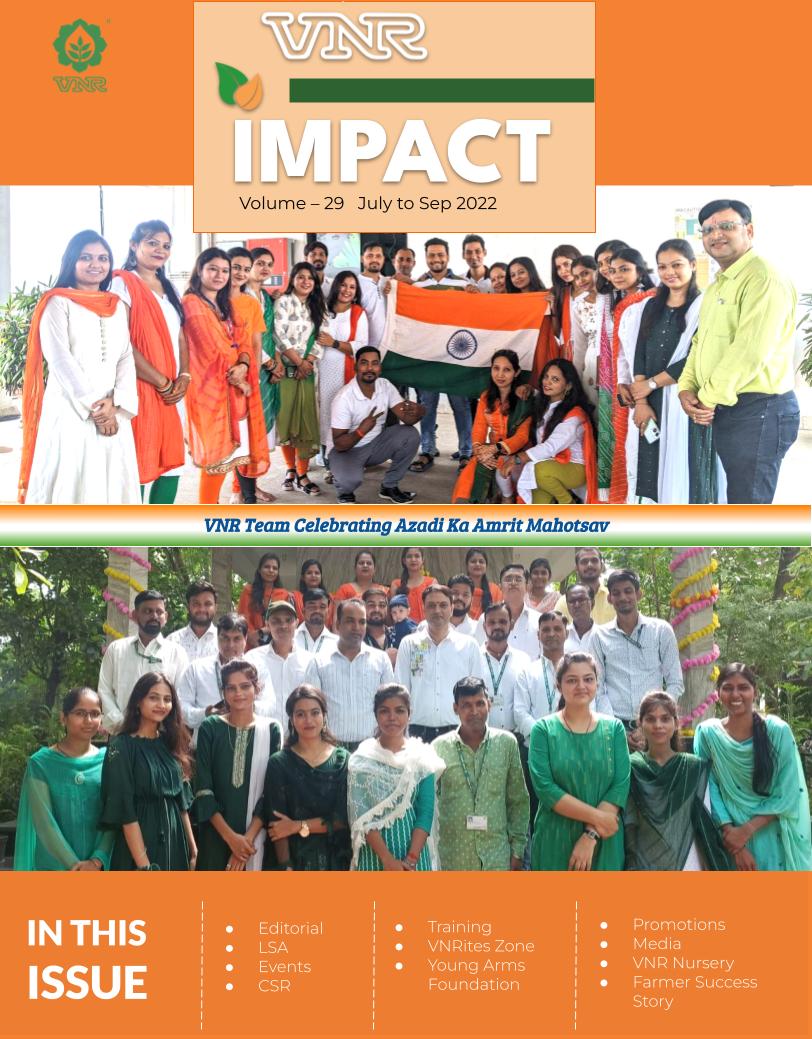 VNR
VNR
IMPACT
Volume – 29 July to Sep 2022
VNR Team Celebrating Azadi Ka Amrit Mahotsav
IN THIS
ISSUE
● Editorial
● LSA
● Events
● CSR
● Training
● VNRites Zone
● Young Arms
Foundation
● Promotions
● Media
● VNR Nursery
● Farmer Success
Story